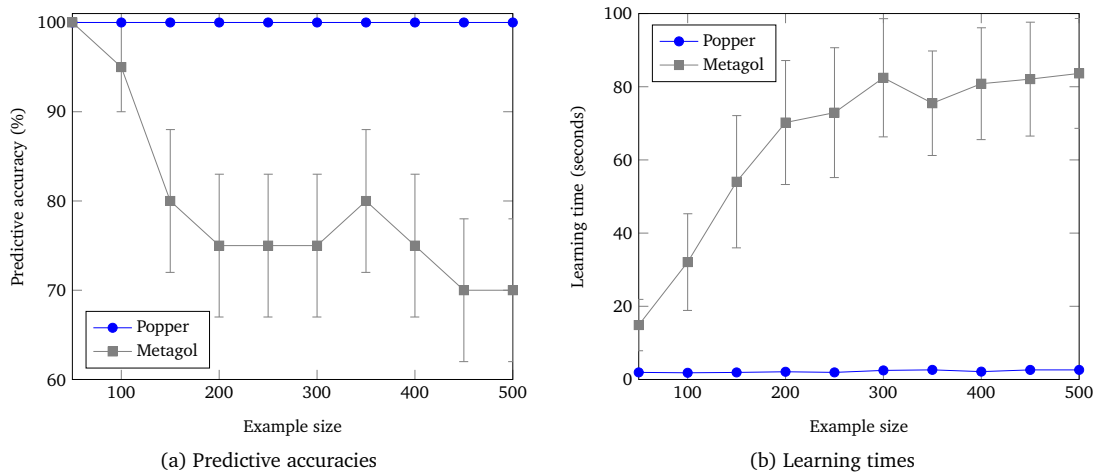 100
90
80
70
60
Predictive accuracy (%)
Popper
Metagol
100
200
300
400
500
Example size
(a) Predictive accuracies
100
80
60
40
20
0
Learning time (seconds)
Popper
Metagol
100
200
300
400
500
Example size
(b) Learning times